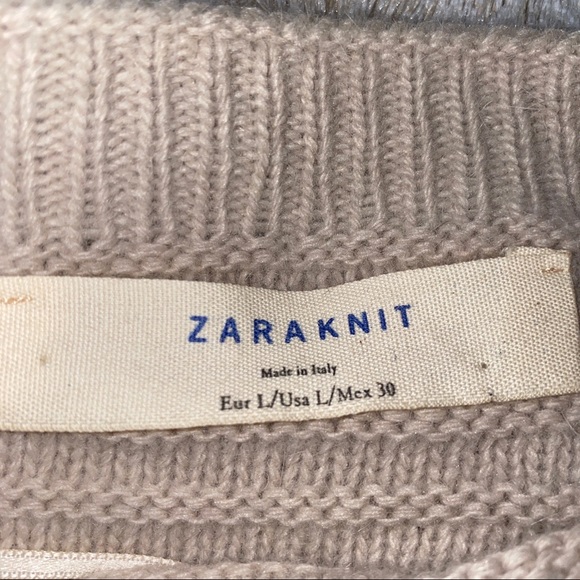 ZARAKNIT
Made in Italy
Eur L/Usa L/Mex 30